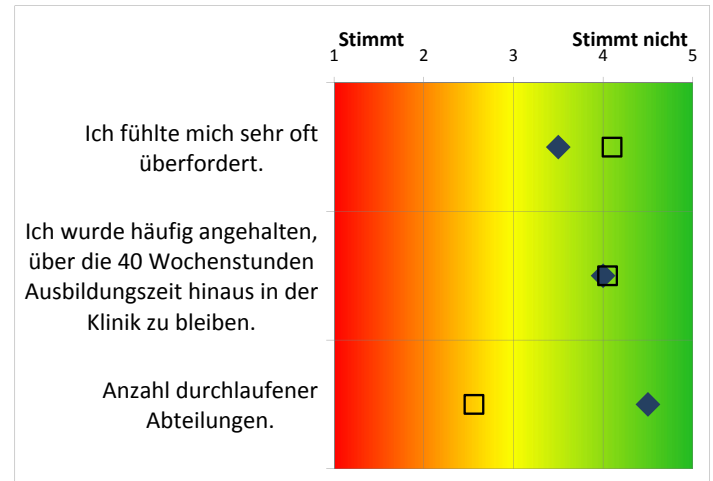 Stimmt Stimmt nicht
1 2 3 4 5
Ich fühlte mich sehr oft
überfordert.
Ich wurde häufig angehalten,
über die 40 Wochenstunden
Ausbildungszeit hinaus in der
Klinik zu bleiben.
Anzahl durchlaufener
Abteilungen.